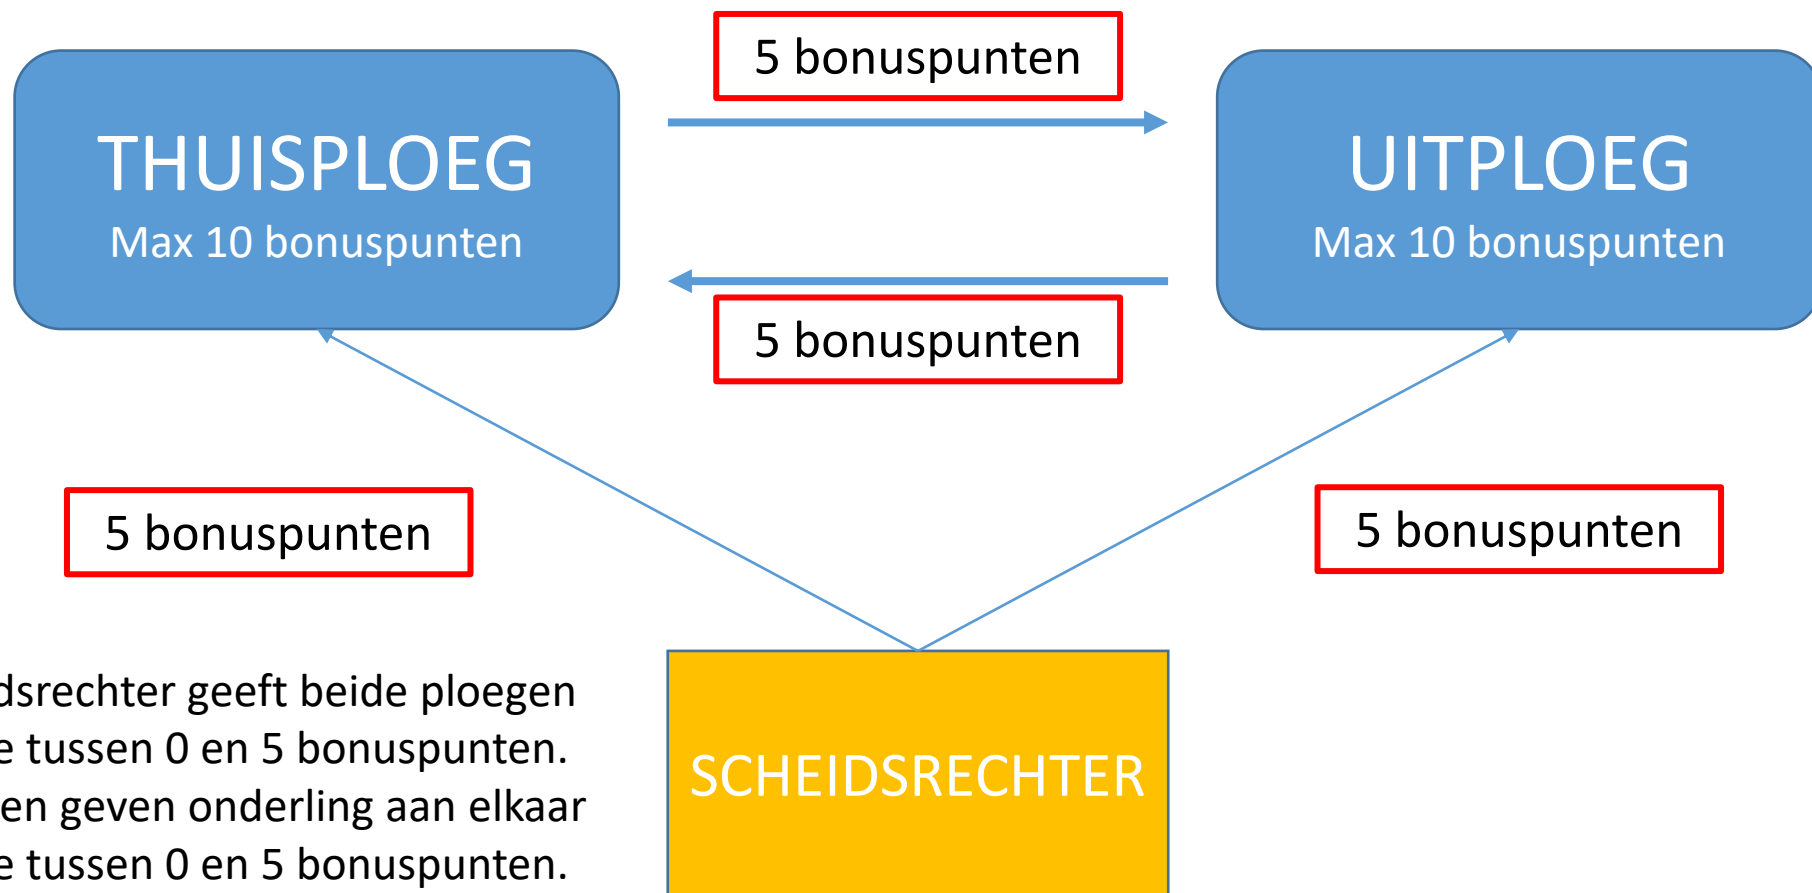 5 bonuspunten
THUISPLOEG
Max 10 bonuspunten
UITPLOEG
Max 10 bonuspunten
5 bonuspunten
5 bonuspunten
5 bonuspunten
dsrechter geeft beide ploegen
e tussen 0 en 5 bonuspunten.
en geven onderling aan elkaar
e tussen 0 en 5 bonuspunten.
SCHEIDSRECHTER